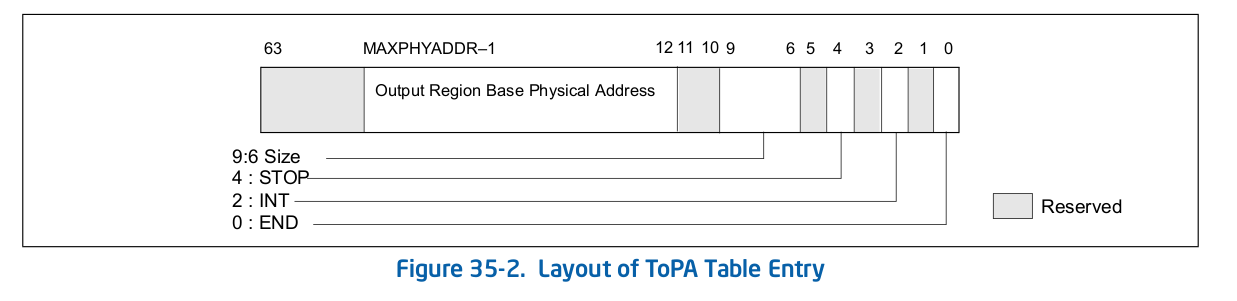 63 MAXPHYADDR–1 12 11 10 9 6 5 4 3 2 1 0
Output Region Base Physical Address
9:6 Size
4 : STOP
2 : INT
0 : END
Reserved
Figure 35-2. Layout of ToPA Table Entry